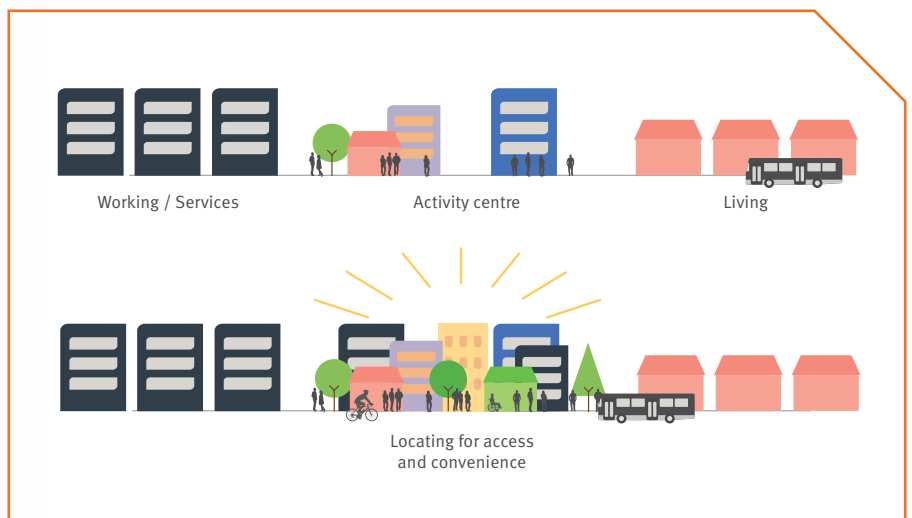 Working / Services
Activity centre
Living
Locating for access
and convenience